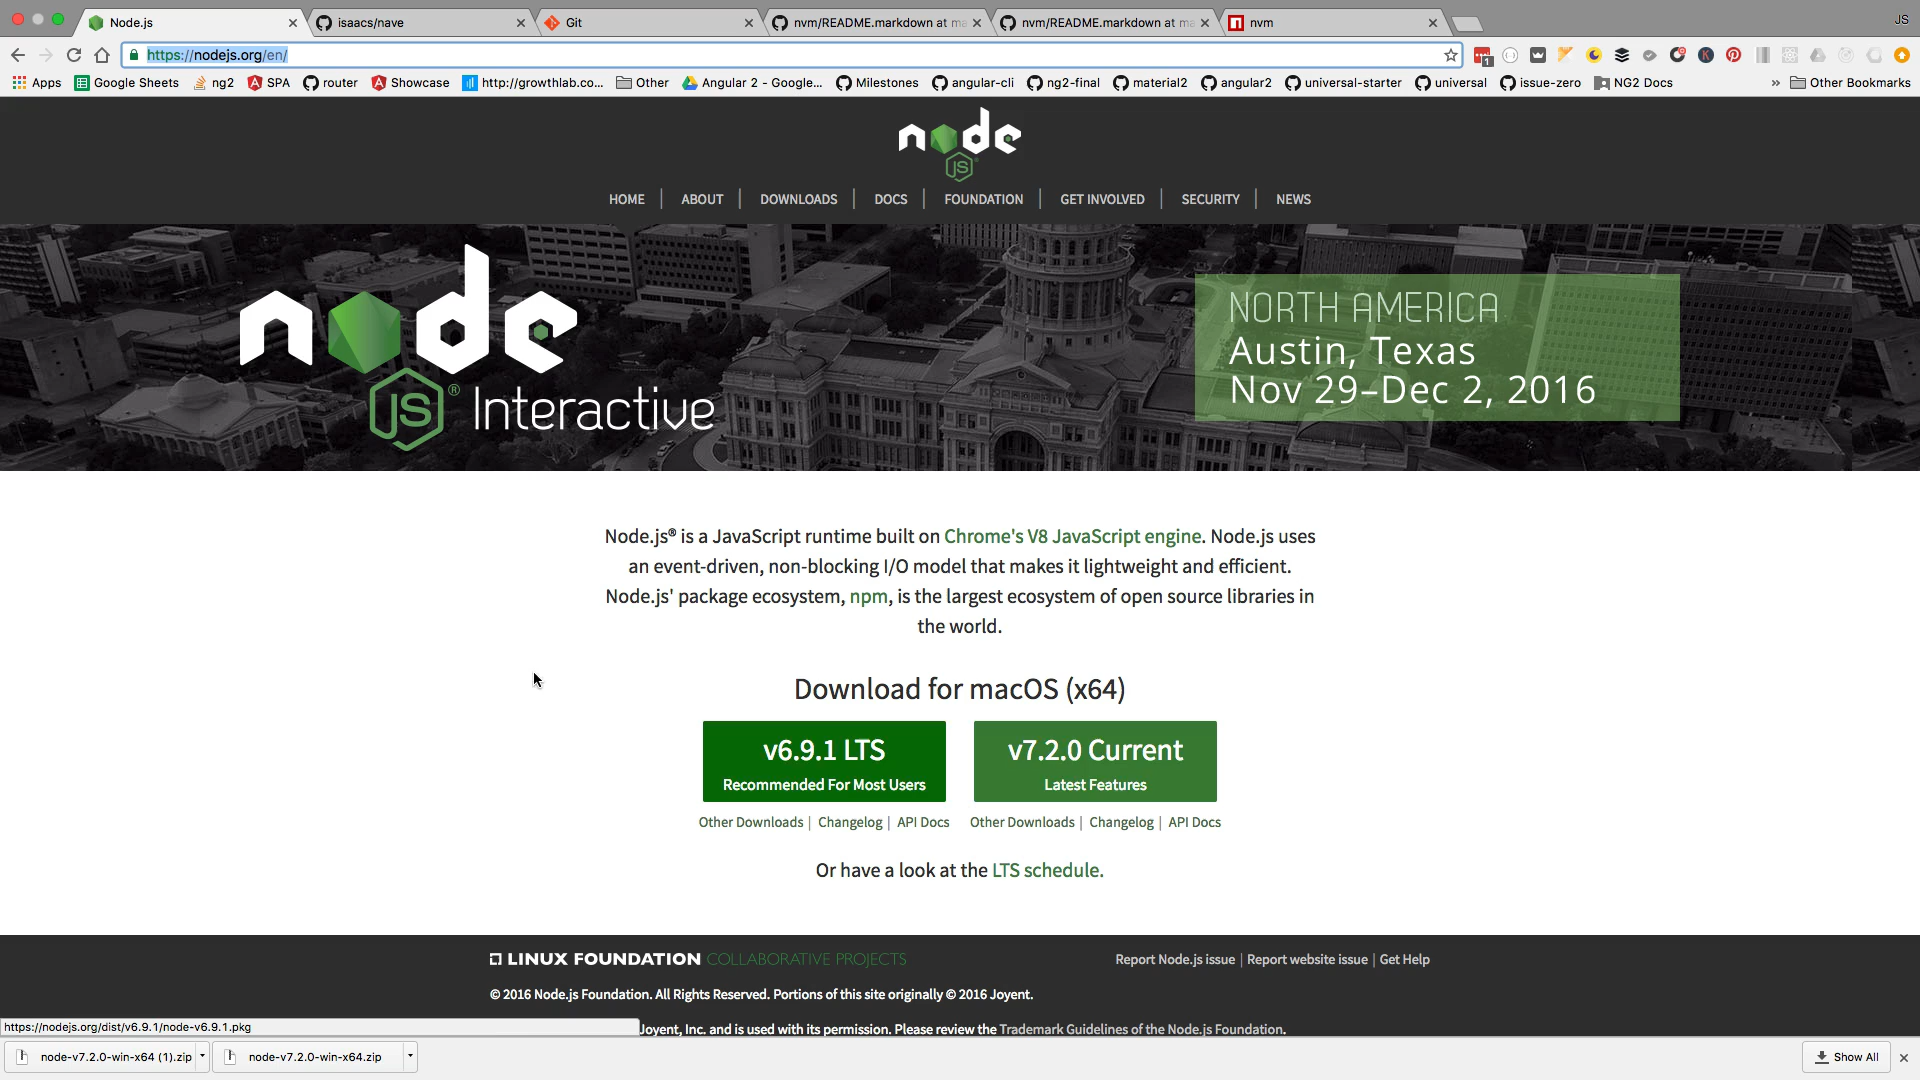 Node.js
isaacs/nave
Git
nvm/README.markdown at ma
nvm/README.markdown at ma
nvm
JS
https://nodejs.org/en/
1
Apps
Google Sheets
ng2
SPA
router
Showcase
http://growthlab.co...
Other
Angular 2 - Google...
Milestones
angular-cli
ng2-final
material2
angular2
universal-starter
universal
issue-zero
NG2 Docs
»
Other Bookmarks
node
JS
HOME
ABOUT
DOWNLOADS
DOCS
FOUNDATION
GET INVOLVED
SECURITY
NEWS
node
JS® Interactive
NORTH AMERICA
Austin, Texas
Nov 29–Dec 2, 2016
Node.js® is a JavaScript runtime built on Chrome's V8 JavaScript engine. Node.js uses
an event-driven, non-blocking I/O model that makes it lightweight and efficient.
Node.js' package ecosystem, npm, is the largest ecosystem of open source libraries in
the world.
Download for macOS (x64)
v6.9.1 LTS
Recommended For Most Users
v7.2.0 Current
Latest Features
Other Downloads | Changelog | API Docs
Other Downloads | Changelog | API Docs
Or have a look at the LTS schedule.
LINUX FOUNDATION COLLABORATIVE PROJECTS
Report Node.js issue | Report website issue | Get Help
© 2016 Node.js Foundation. All Rights Reserved. Portions of this site originally © 2016 Joyent.
https://nodejs.org/dist/v6.9.1/node-v6.9.1.pkg
Joyent, Inc. and is used with its permission. Please review the Trademark Guidelines of the Node.js Foundation.
node-v7.2.0-win-x64 (1).zip
node-v7.2.0-win-x64.zip
Show All